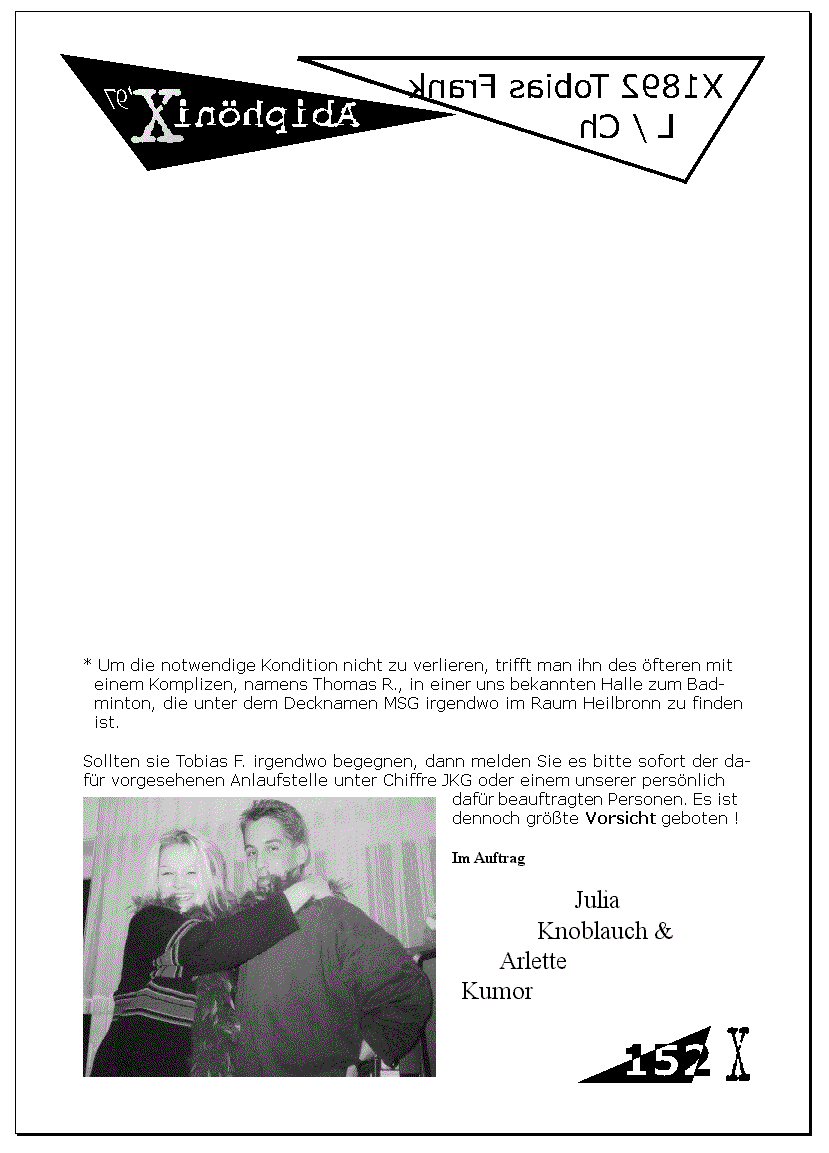 AbiphöniX '97
X1892 Tobias Frank
L / Ch
* Um die notwendige Kondition nicht zu verlieren, trifft man ihn des öfteren mit
einem Komplizen, namens Thomas R., in einer uns bekannten Halle zum Bad-
minton, die unter dem Decknamen MSG irgendwo im Raum Heilbronn zu finden
ist.
Sollten sie Tobias F. irgendwo begegnen, dann melden Sie es bitte sofort der da-
für vorgesehenen Anlaufstelle unter Chiffre JKG oder einem unserer persönlich
dafür beauftragten Personen. Es ist
dennoch größte Vorsicht geboten !
Im Auftrag
Julia
Knoblauch &
Arlette
Kumor
152 X